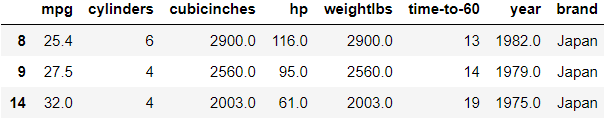 mpg cylinders cubicinches hp weightlbs time-to-60 year brand
8 25.4 6 2900.0 116.0 2900.0 13 1982.0 Japan
9 27.5 4 2560.0 95.0 2560.0 14 1979.0 Japan
14 32.0 4 2003.0 61.0 2003.0 19 1975.0 Japan